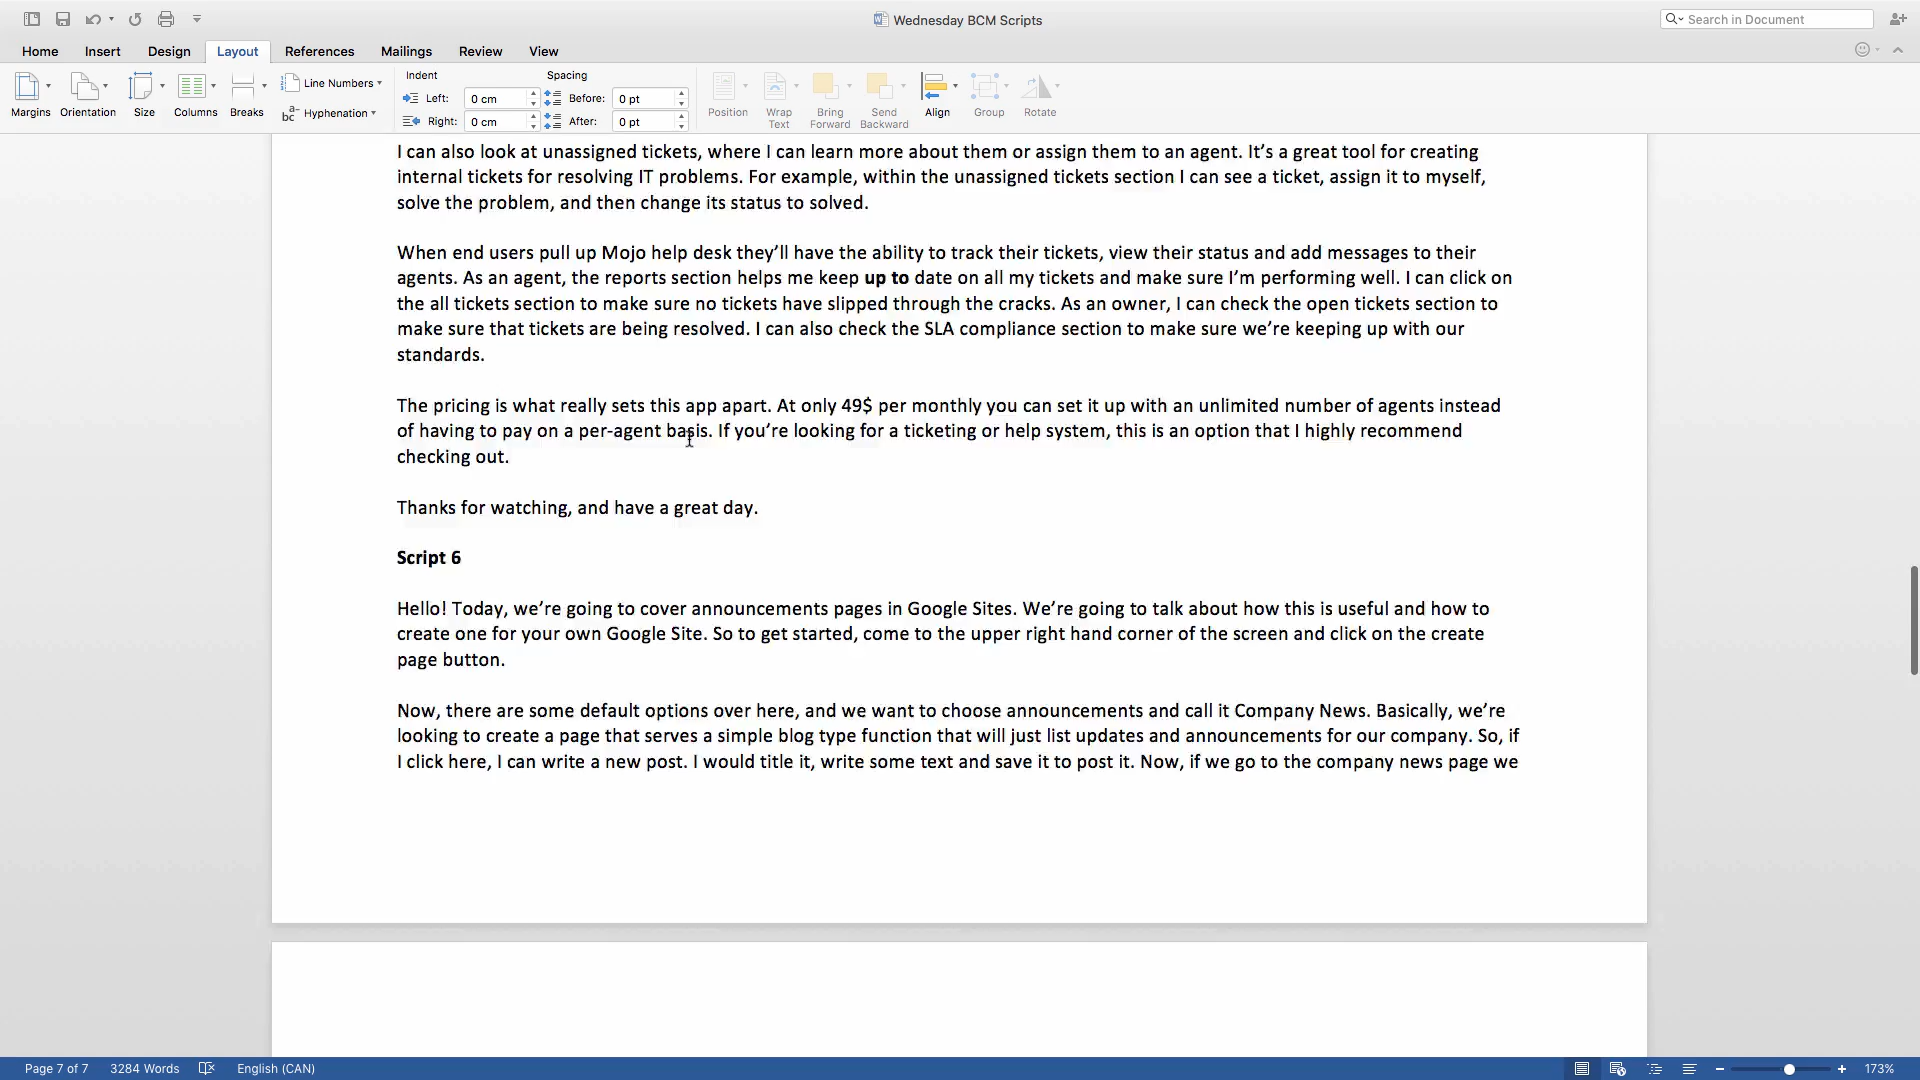 Wednesday BCM Scripts
Search in Document
Home Insert Design Layout References Mailings Review View
Margins Orientation Size Columns Breaks
Line Numbers
Hyphenation
Indent Spacing
Left: 0 cm Before: 0 pt
Right: 0 cm After: 0 pt
Position Wrap Text Bring Forward Send Backward Align Group Rotate
I can also look at unassigned tickets, where I can learn more about them or assign them to an agent. It’s a great tool for creating
internal tickets for resolving IT problems. For example, within the unassigned tickets section I can see a ticket, assign it to myself,
solve the problem, and then change its status to solved.
When end users pull up Mojo help desk they’ll have the ability to track their tickets, view their status and add messages to their
agents. As an agent, the reports section helps me keep up to date on all my tickets and make sure I’m performing well. I can click on
the all tickets section to make sure no tickets have slipped through the cracks. As an owner, I can check the open tickets section to
make sure that tickets are being resolved. I can also check the SLA compliance section to make sure we’re keeping up with our
standards.
The pricing is what really sets this app apart. At only 49$ per monthly you can set it up with an unlimited number of agents instead
of having to pay on a per-agent basis. If you’re looking for a ticketing or help system, this is an option that I highly recommend
checking out.
Thanks for watching, and have a great day.
Script 6
Hello! Today, we’re going to cover announcements pages in Google Sites. We’re going to talk about how this is useful and how to
create one for your own Google Site. So to get started, come to the upper right hand corner of the screen and click on the create
page button.
Now, there are some default options over here, and we want to choose announcements and call it Company News. Basically, we’re
looking to create a page that serves a simple blog type function that will just list updates and announcements for our company. So, if
I click here, I can write a new post. I would title it, write some text and save it to post it. Now, if we go to the company news page we
Page 7 of 7 3284 Words English (CAN) 173%